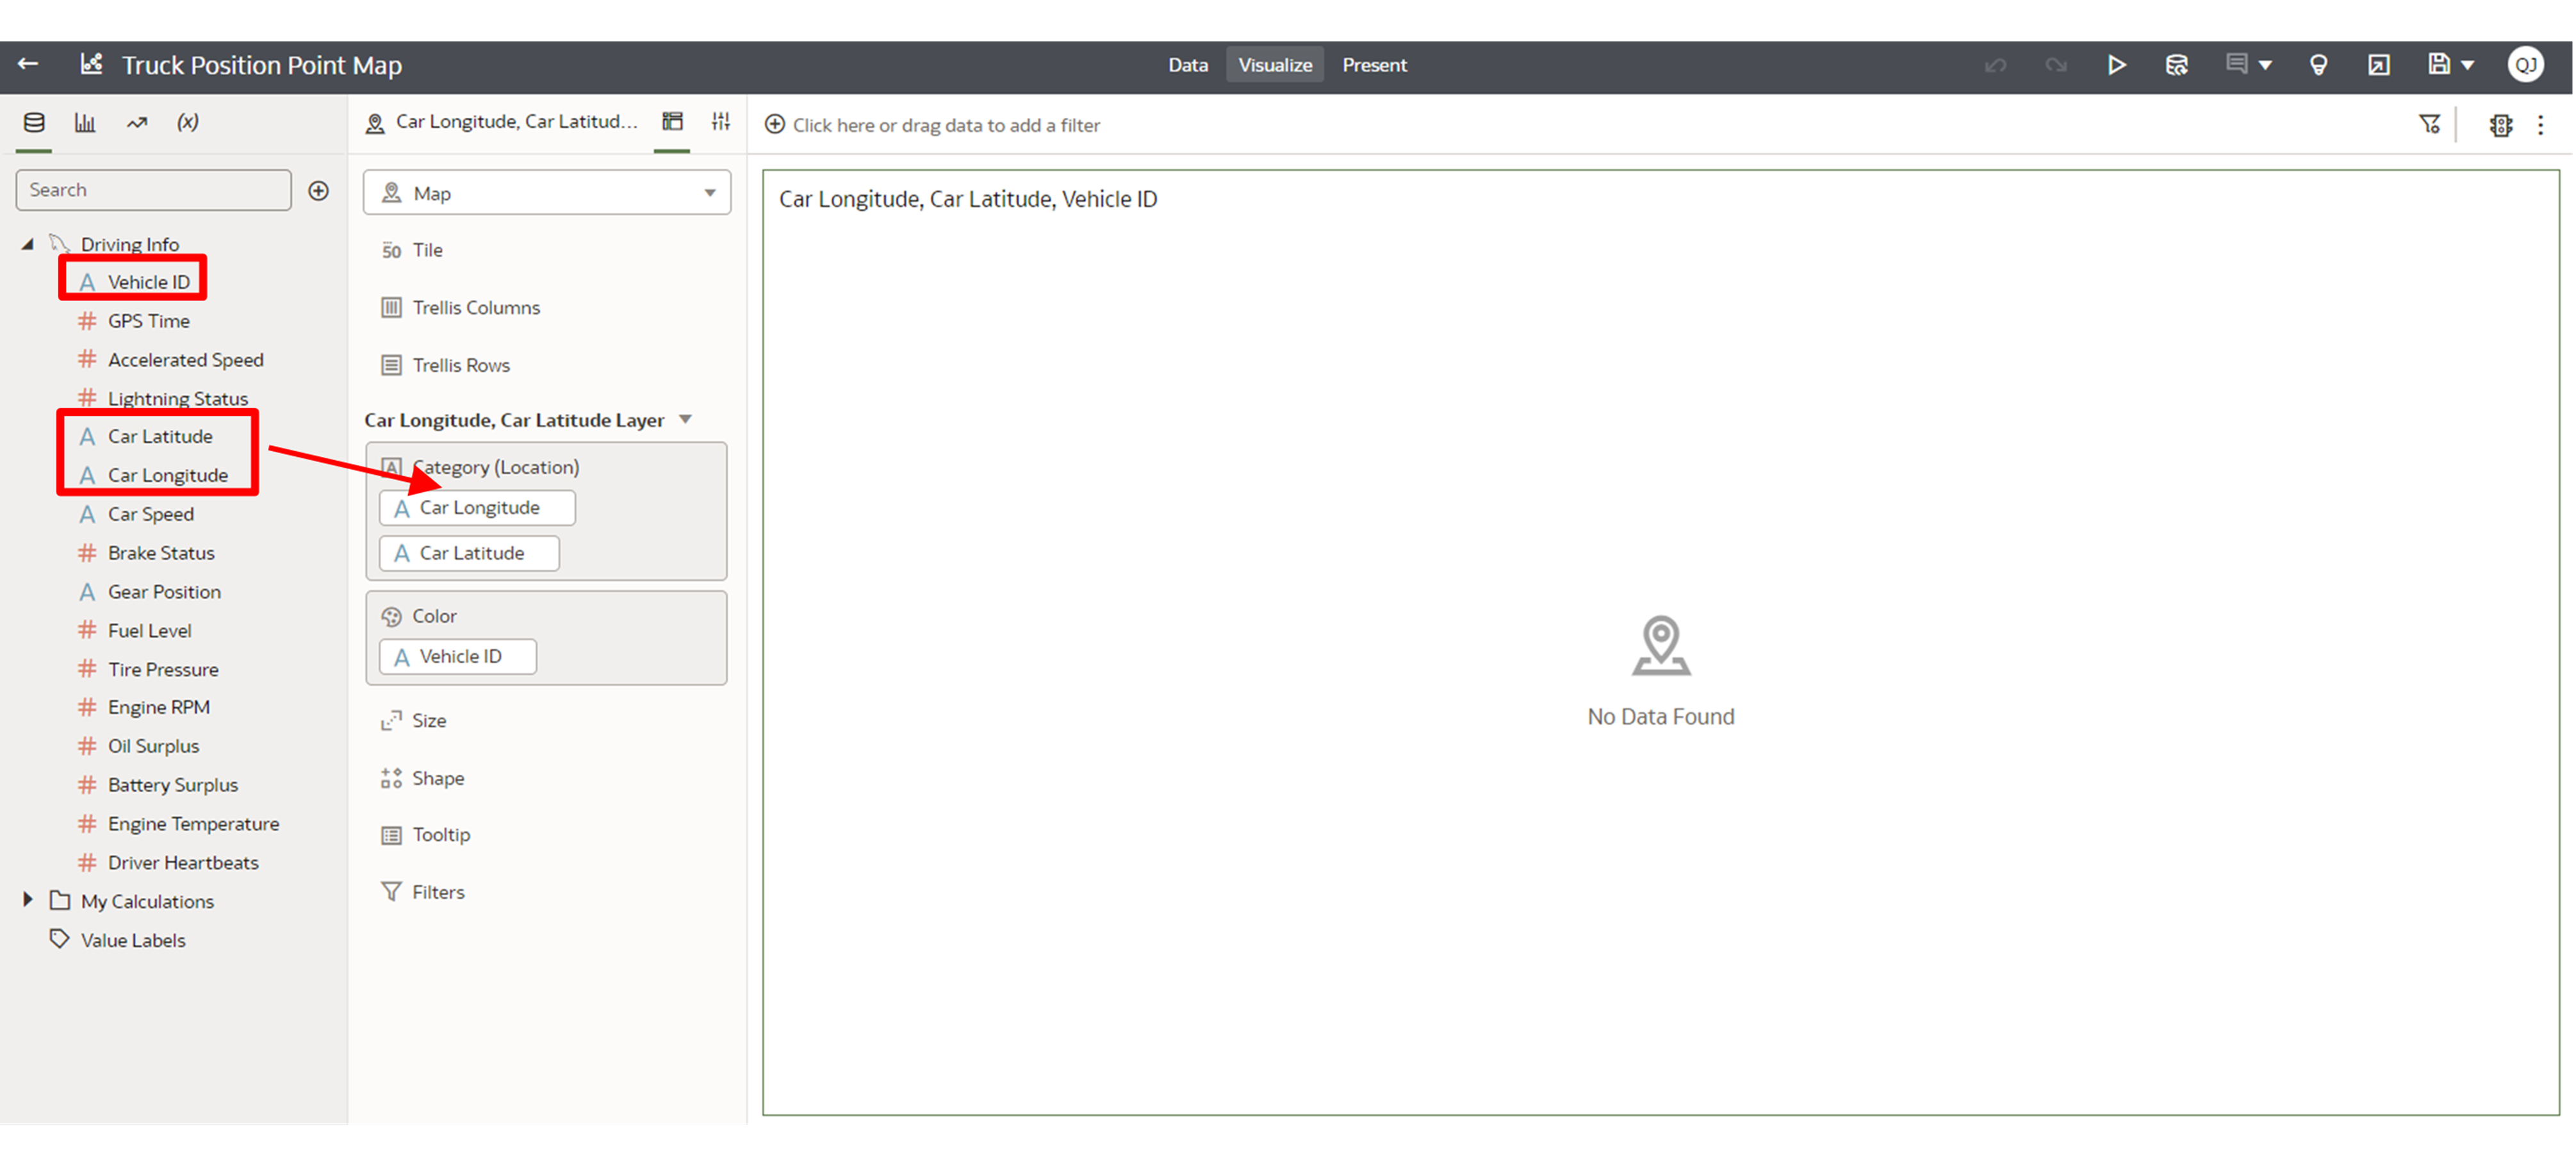 Truck Position Point Map
Data Visualize Present
QJ
(x)
Car Longitude, Car Latitud...
Click here or drag data to add a filter
Search
Driving Info
A Vehicle ID
# GPS Time
# Accelerated Speed
# Lightning Status
A Car Latitude
A Car Longitude
A Car Speed
# Brake Status
A Gear Position
# Fuel Level
# Tire Pressure
# Engine RPM
# Oil Surplus
# Battery Surplus
# Engine Temperature
# Driver Heartbeats
My Calculations
Value Labels
Map
50 Tile
Trellis Columns
Trellis Rows
Car Longitude, Car Latitude Layer
A Category (Location)
A Car Longitude
A Car Latitude
Color
A Vehicle ID
Size
Shape
Tooltip
Filters
Car Longitude, Car Latitude, Vehicle ID
No Data Found